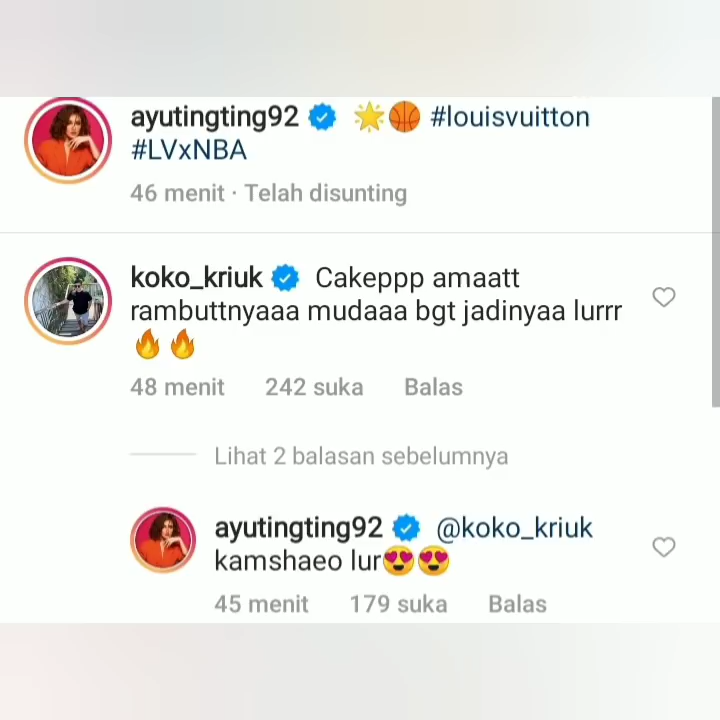 ayutingting92 🌟🏀 #louisvuitton
#LVxNBA
46 menit · Telah disunting
koko_kriuk Cakeppp amaatt
rambuttnyaaa mudaaa bgt jadinyaa lurrr
🔥🔥
48 menit 242 suka Balas
Lihat 2 balasan sebelumnya
ayutingting92 @koko_kriuk
kamshaeo lur😍😍
45 menit 179 suka Balas